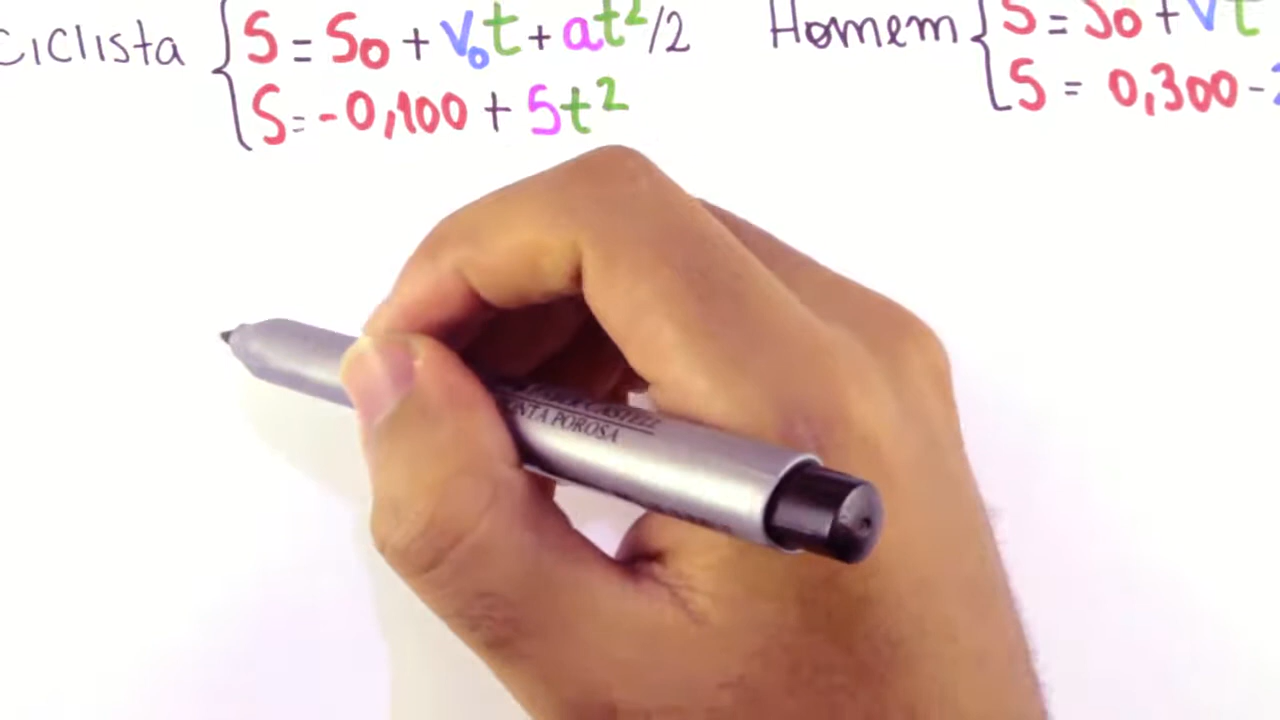 Ciclista
S = So + Vot + at²/2
S = -0,100 + 5t²
Homem
S = So + Vt
S = 0,300 -
FABER-CASTELL
PONTA POROSA